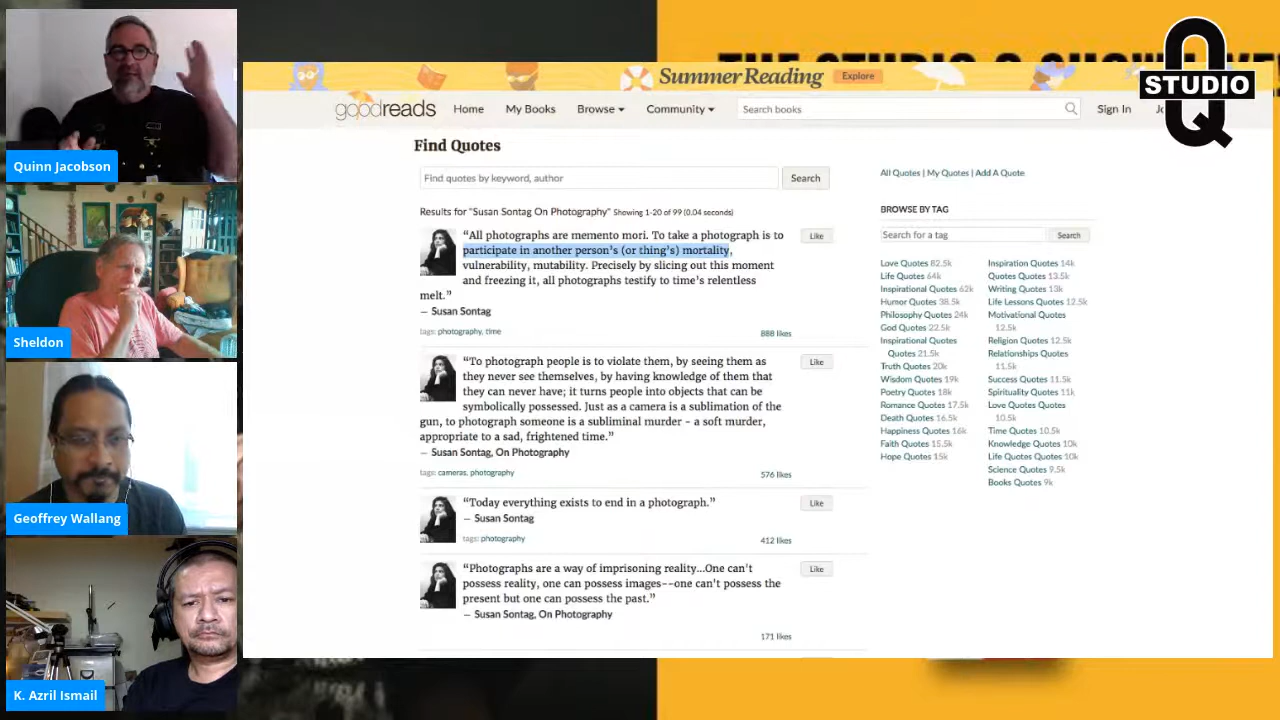 Quinn Jacobson
Sheldon
Geoffrey Wallang
K. Azril Ismail
STUDIO
Q
Summer Reading Explore
goodreads Home My Books Browse Community Search books Sign In
Find Quotes
Find quotes by keyword, author Search
Results for "Susan Sontag On Photography" Showing 1-20 of 99 (0.04 seconds)
“All photographs are memento mori. To take a photograph is to
participate in another person's (or thing's) mortality,
vulnerability, mutability. Precisely by slicing out this moment
and freezing it, all photographs testify to time's relentless
melt.”
― Susan Sontag
tags: photography, time
888 likes
Like
“To photograph people is to violate them, by seeing them as
they never see themselves, by having knowledge of them that
they can never have; it turns people into objects that can be
symbolically possessed. Just as a camera is a sublimation of the
gun, to photograph someone is a subliminal murder - a soft murder,
appropriate to a sad, frightened time.”
― Susan Sontag, On Photography
tags: cameras, photography
576 likes
Like
“Today everything exists to end in a photograph.”
― Susan Sontag
tags: photography
412 likes
Like
“Photographs are a way of imprisoning reality...One can't
possess reality, one can possess images--one can't possess the
present but one can possess the past.”
― Susan Sontag, On Photography
171 likes
Like
All Quotes | My Quotes | Add A Quote
BROWSE BY TAG
Search for a tag Search
Love Quotes 82.5k
Life Quotes 64k
Inspirational Quotes 62k
Humor Quotes 38.5k
Philosophy Quotes 24k
God Quotes 22.5k
Inspirational Quotes
Quotes 21.5k
Truth Quotes 20k
Wisdom Quotes 19k
Poetry Quotes 18k
Romance Quotes 17.5k
Death Quotes 16.5k
Happiness Quotes 16k
Faith Quotes 15.5k
Hope Quotes 15k
Inspiration Quotes 14k
Quotes Quotes 13.5k
Writing Quotes 13k
Life Lessons Quotes 12.5k
Motivational Quotes
12.5k
Religion Quotes 12.5k
Relationships Quotes
11.5k
Success Quotes 11.5k
Spirituality Quotes 11k
Love Quotes Quotes
10.5k
Time Quotes 10.5k
Knowledge Quotes 10k
Life Quotes Quotes 10k
Science Quotes 9.5k
Books Quotes 9k